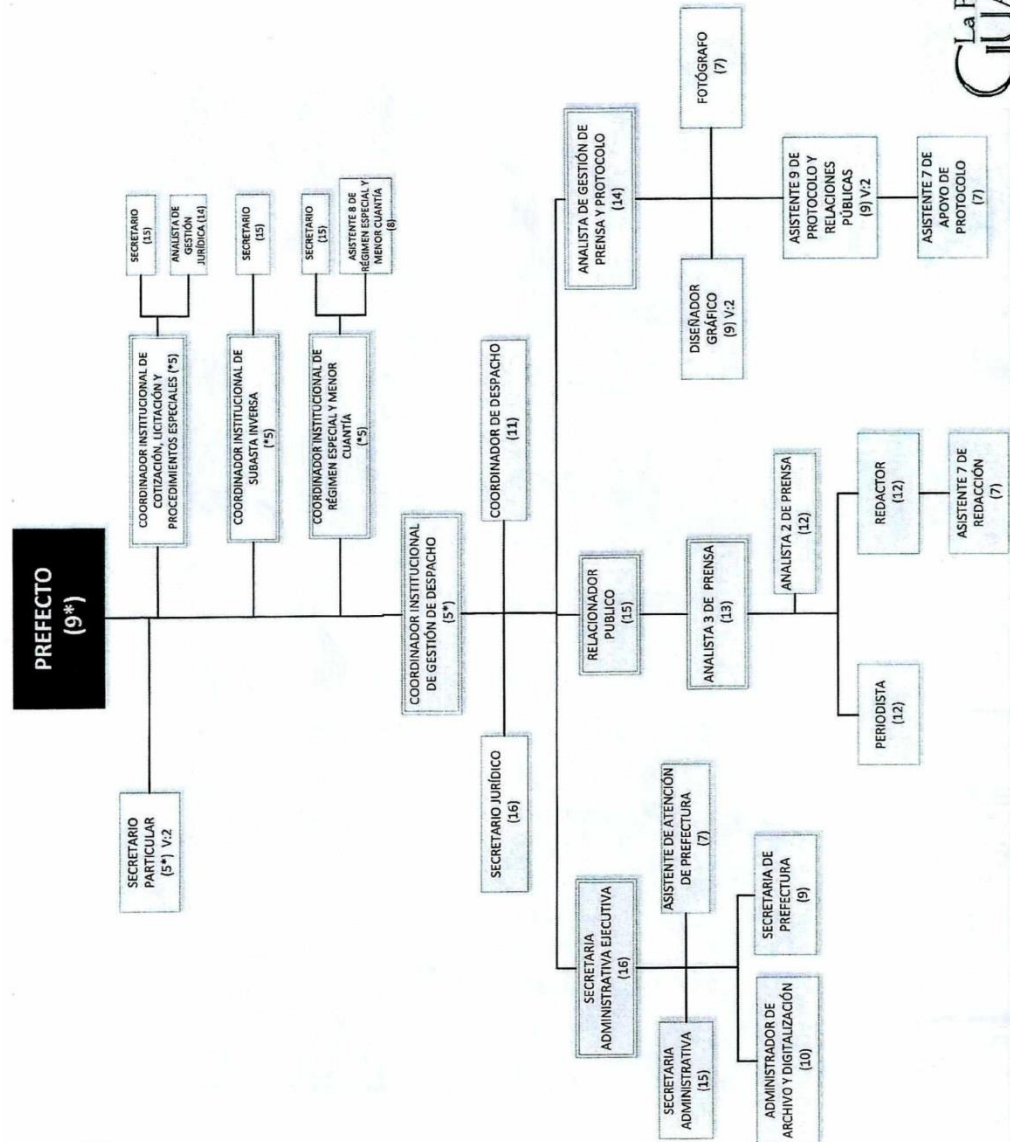 PREFECTO
(9*)
SECRETARIO
PARTICULAR
(5*) V:2
COORDINADOR INSTITUCIONAL DE
COTIZACIÓN, LICITACIÓN Y
PROCEDIMIENTOS ESPECIALES (*5)
SECRETARIO
(15)
ANALISTA DE
GESTIÓN
JURÍDICA (14)
COORDINADOR INSTITUCIONAL DE
SUBASTA INVERSA
(*5)
SECRETARIO
(15)
COORDINADOR INSTITUCIONAL DE
RÉGIMEN ESPECIAL Y MENOR
CUANTÍA
(*5)
SECRETARIO
(15)
ASISTENTE 8 DE
RÉGIMEN ESPECIAL Y
MENOR CUANTÍA
(8)
COORDINADOR INSTITUCIONAL
DE GESTIÓN DE DESPACHO
(5*)
SECRETARIO JURÍDICO
(16)
COORDINADOR DE DESPACHO
(11)
SECRETARIA
ADMINISTRATIVA EJECUTIVA
(16)
SECRETARIA
ADMINISTRATIVA
(15)
ASISTENTE DE ATENCIÓN
DE PREFECTURA
(7)
ADMINISTRADOR DE
ARCHIVO Y DIGITALIZACIÓN
(10)
SECRETARIA DE
PREFECTURA
(9)
RELACIONADOR
PUBLICO
(15)
ANALISTA 3 DE PRENSA
(13)
ANALISTA 2 DE PRENSA
(12)
PERIODISTA
(12)
REDACTOR
(12)
ASISTENTE 7 DE
REDACCIÓN
(7)
ANALISTA DE GESTIÓN DE
PRENSA Y PROTOCOLO
(14)
DISEÑADOR
GRÁFICO
(9) V:2
FOTÓGRAFO
(7)
ASISTENTE 9 DE
PROTOCOLO Y
RELACIONES
PÚBLICAS
(9) V:2
ASISTENTE 7 DE
APOYO DE
PROTOCOLO
(7)
La